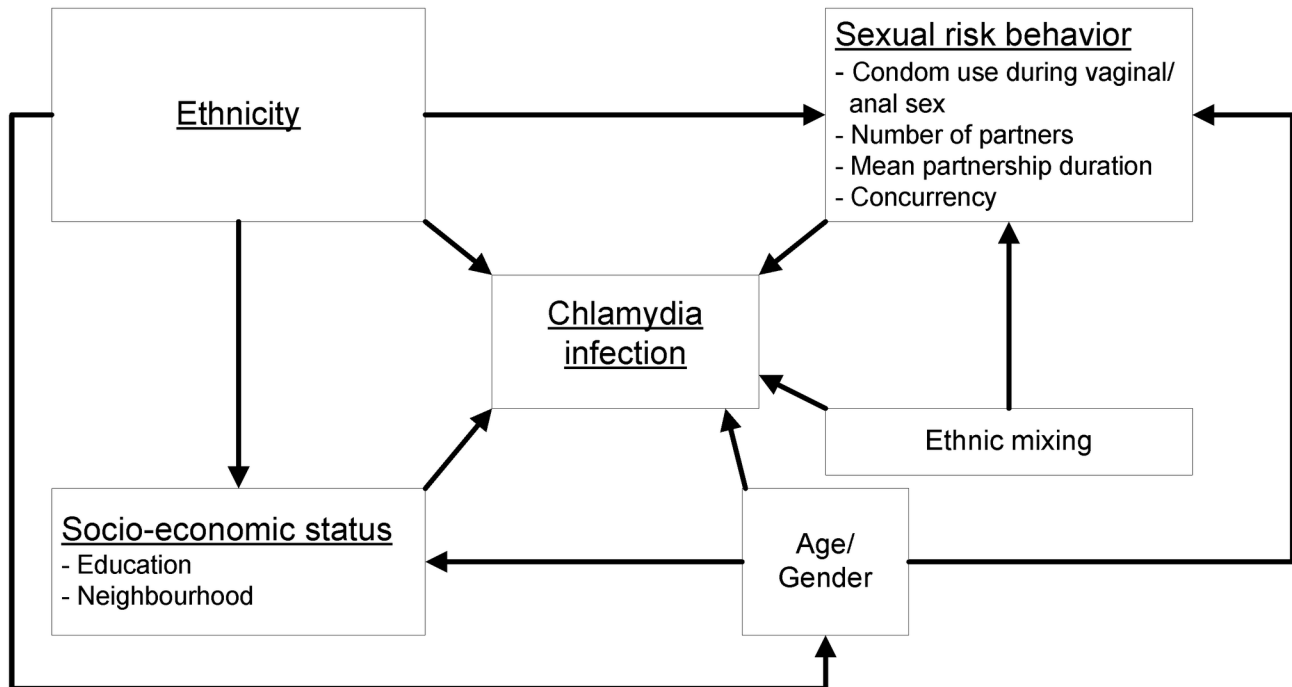 Ethnicity
Sexual risk behavior
- Condom use during vaginal/
anal sex
- Number of partners
- Mean partnership duration
- Concurrency
Chlamydia
infection
Ethnic mixing
Socio-economic status
- Education
- Neighbourhood
Age/
Gender